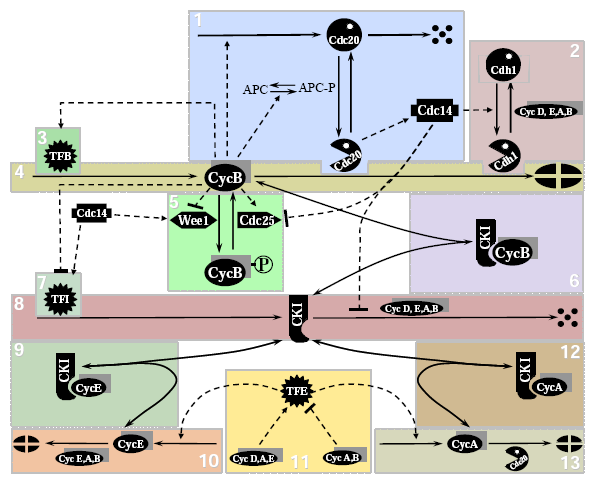 1
Cdc20
2
Cdh1
APC
APC-P
Cdc14
Cyc D, E,A,B
3
TFB
Cdc20
Cdh1
4
CycB
5
Cdc14
Wee1
Cdc25
CKI
CycB
CycB
P
6
7
TFI
8
CKI
Cyc D, E,A,B
9
CKI
CycE
12
CKI
CycA
TFE
CycE
Cyc E,A,B
10
Cyc D,A,E
11
Cyc A,B
CycA
Cdc20
13